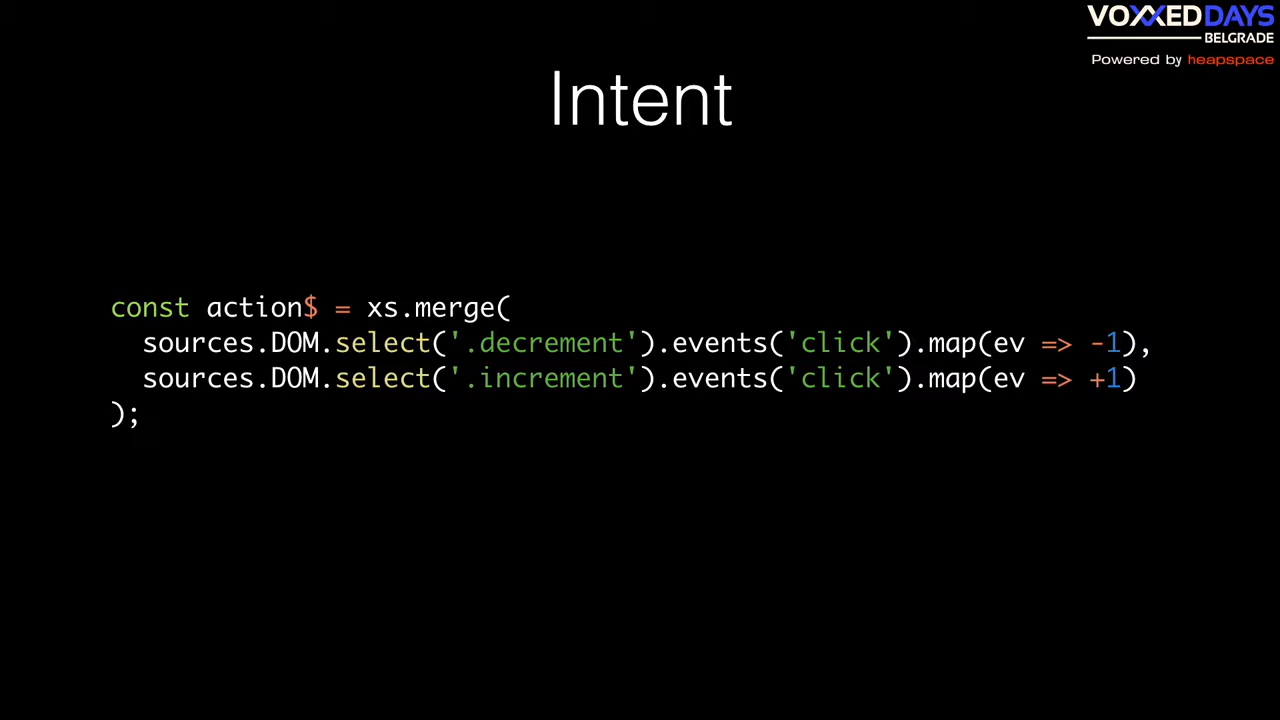 VOXXEDDAYS
BELGRADE
Powered by heapspace
Intent
const action$ = xs.merge(
  sources.DOM.select('.decrement').events('click').map(ev => -1),
  sources.DOM.select('.increment').events('click').map(ev => +1)
);